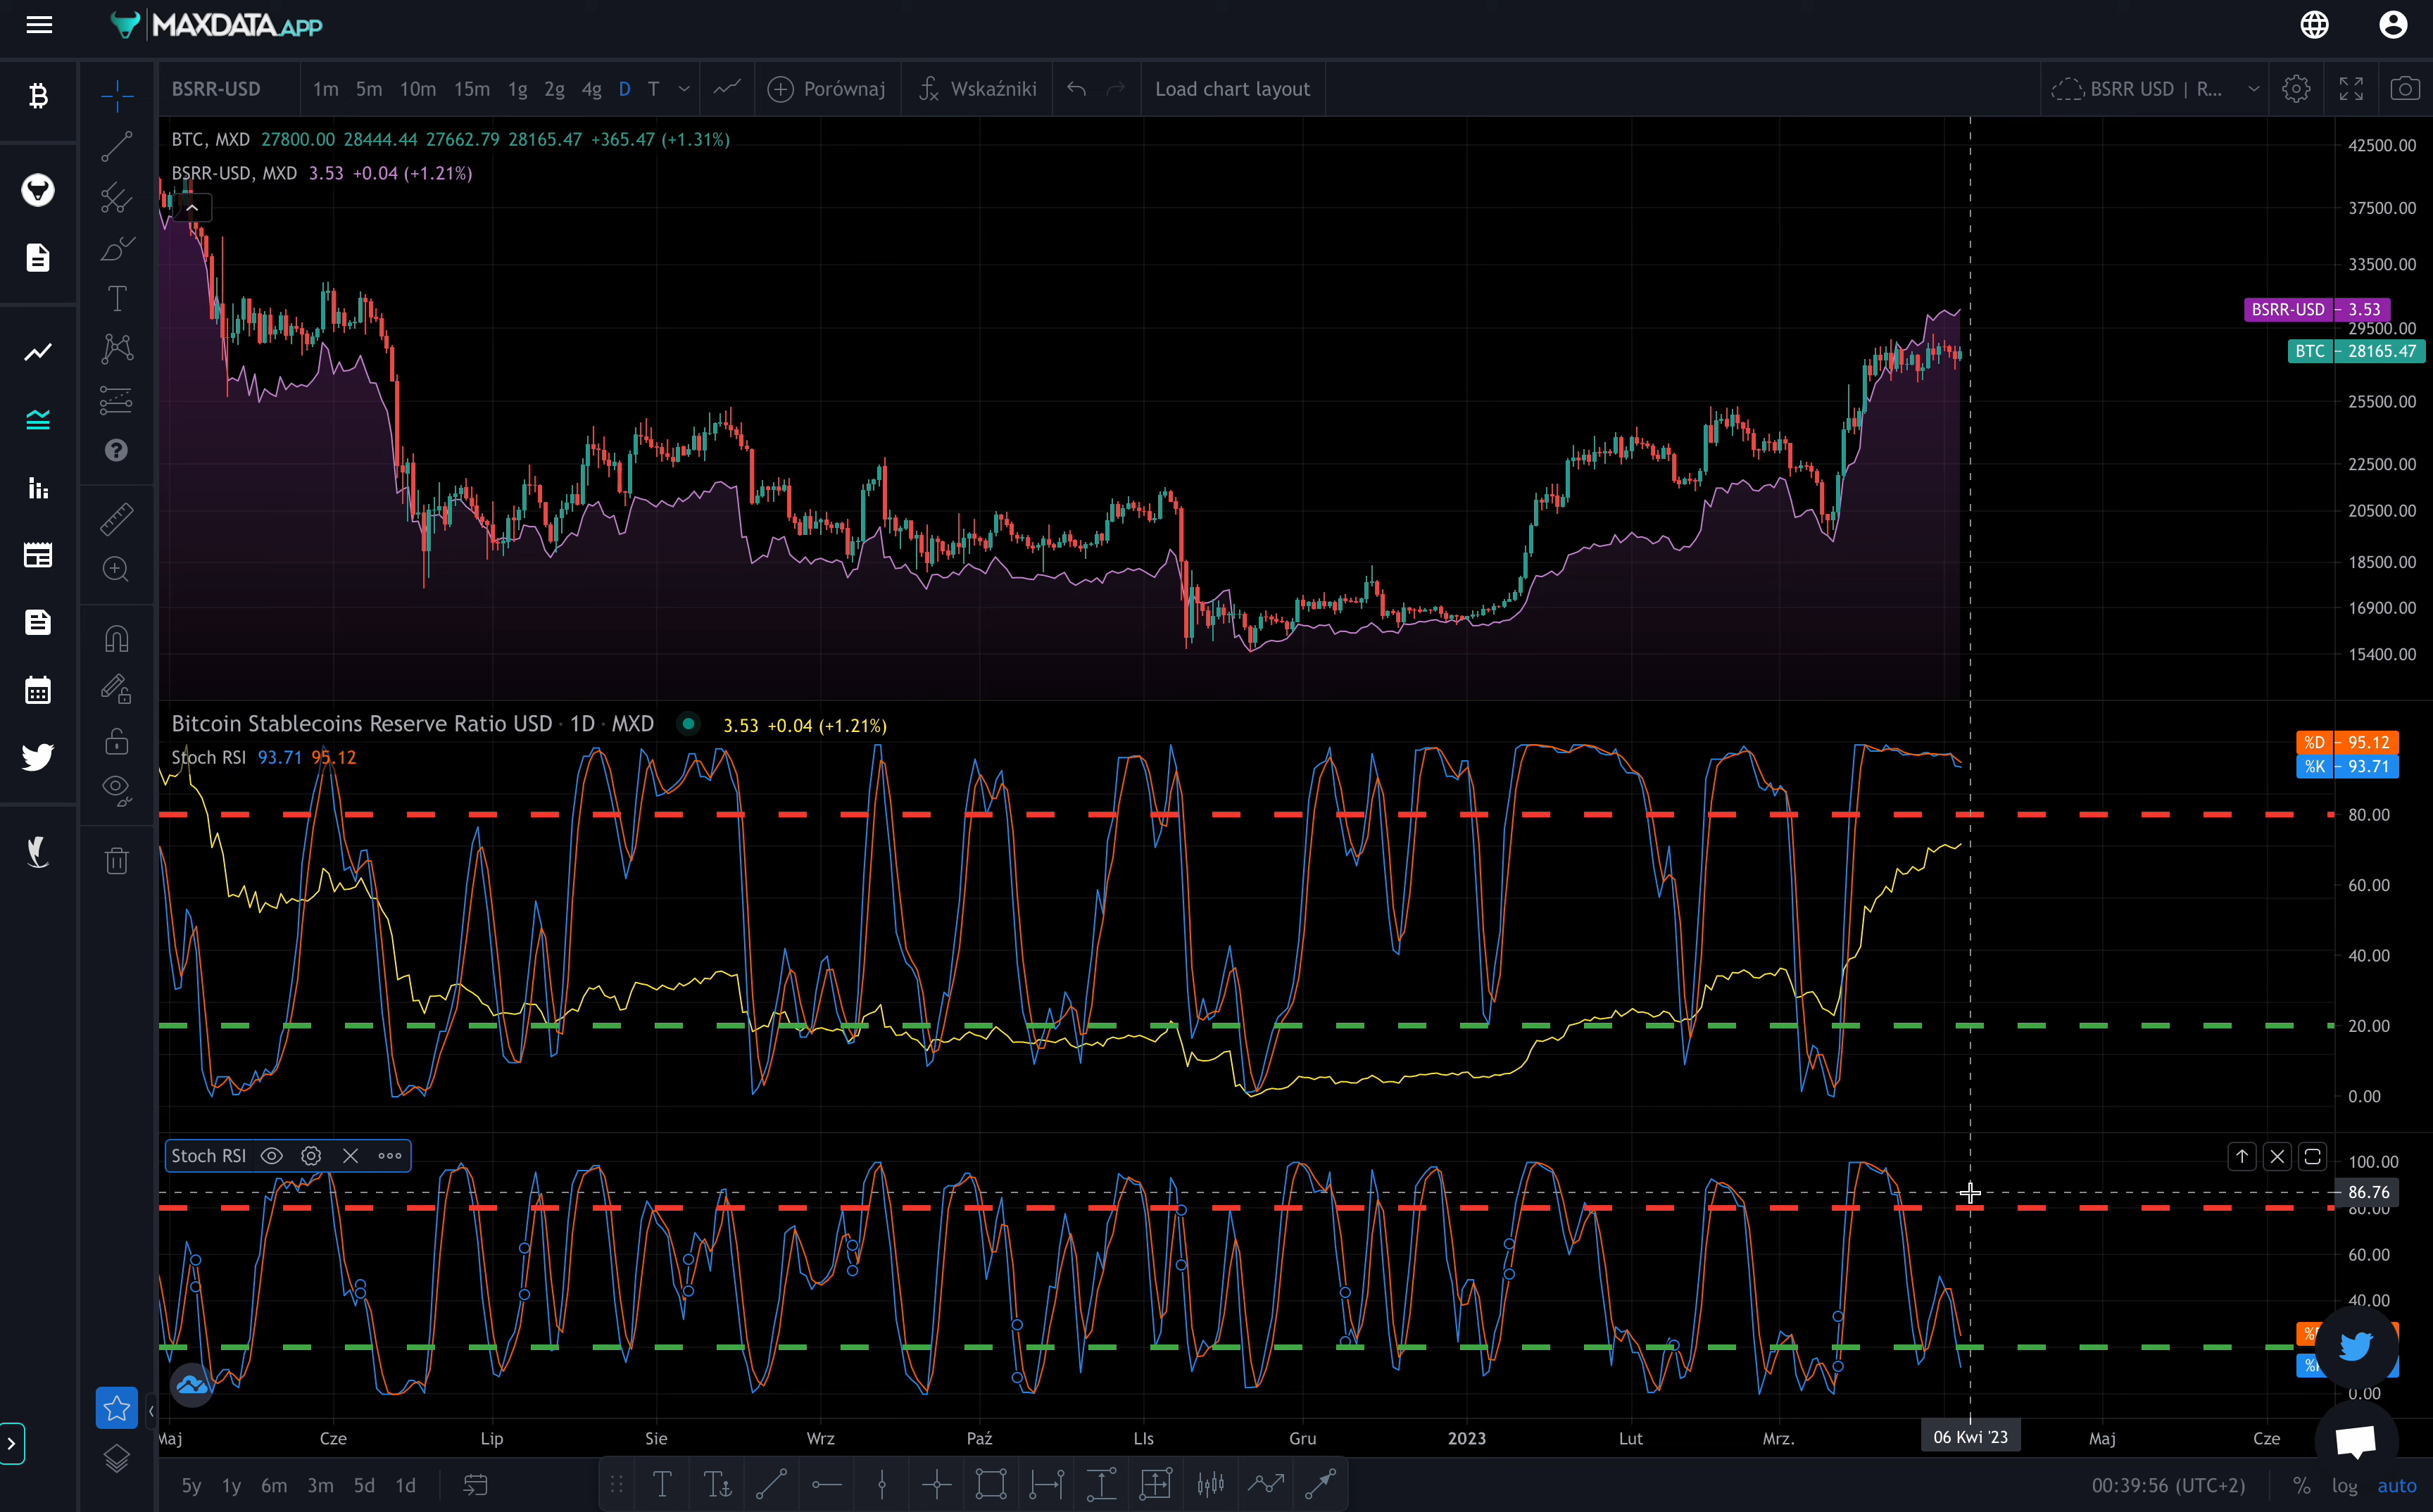 MAXDATA.APP
BSRR-USD 1m 5m 10m 15m 1g 2g 4g D T Porównaj Wskaźniki Load chart layout BSRR USD | R...
BTC, MXD 27800.00 28444.44 27662.79 28165.47 +365.47 (+1.31%)
BSRR-USD, MXD 3.53 +0.04 (+1.21%)
42500.00
37500.00
33500.00
BSRR-USD 3.53
29500.00
BTC 28165.47
25500.00
22500.00
20500.00
18500.00
16900.00
15400.00
Bitcoin Stablecoins Reserve Ratio USD · 1D · MXD 3.53 +0.04 (+1.21%)
Stoch RSI 93.71 95.12
%D 95.12
%K 93.71
80.00
60.00
40.00
20.00
0.00
Stoch RSI
100.00
86.76
80.00
60.00
40.00
0.00
Maj Cze Lip Sie Wrz Paź LIs Gru 2023 Lut Mrz. 06 Kwi '23 Maj Cze
5y 1y 6m 3m 5d 1d 00:39:56 (UTC+2) % log auto